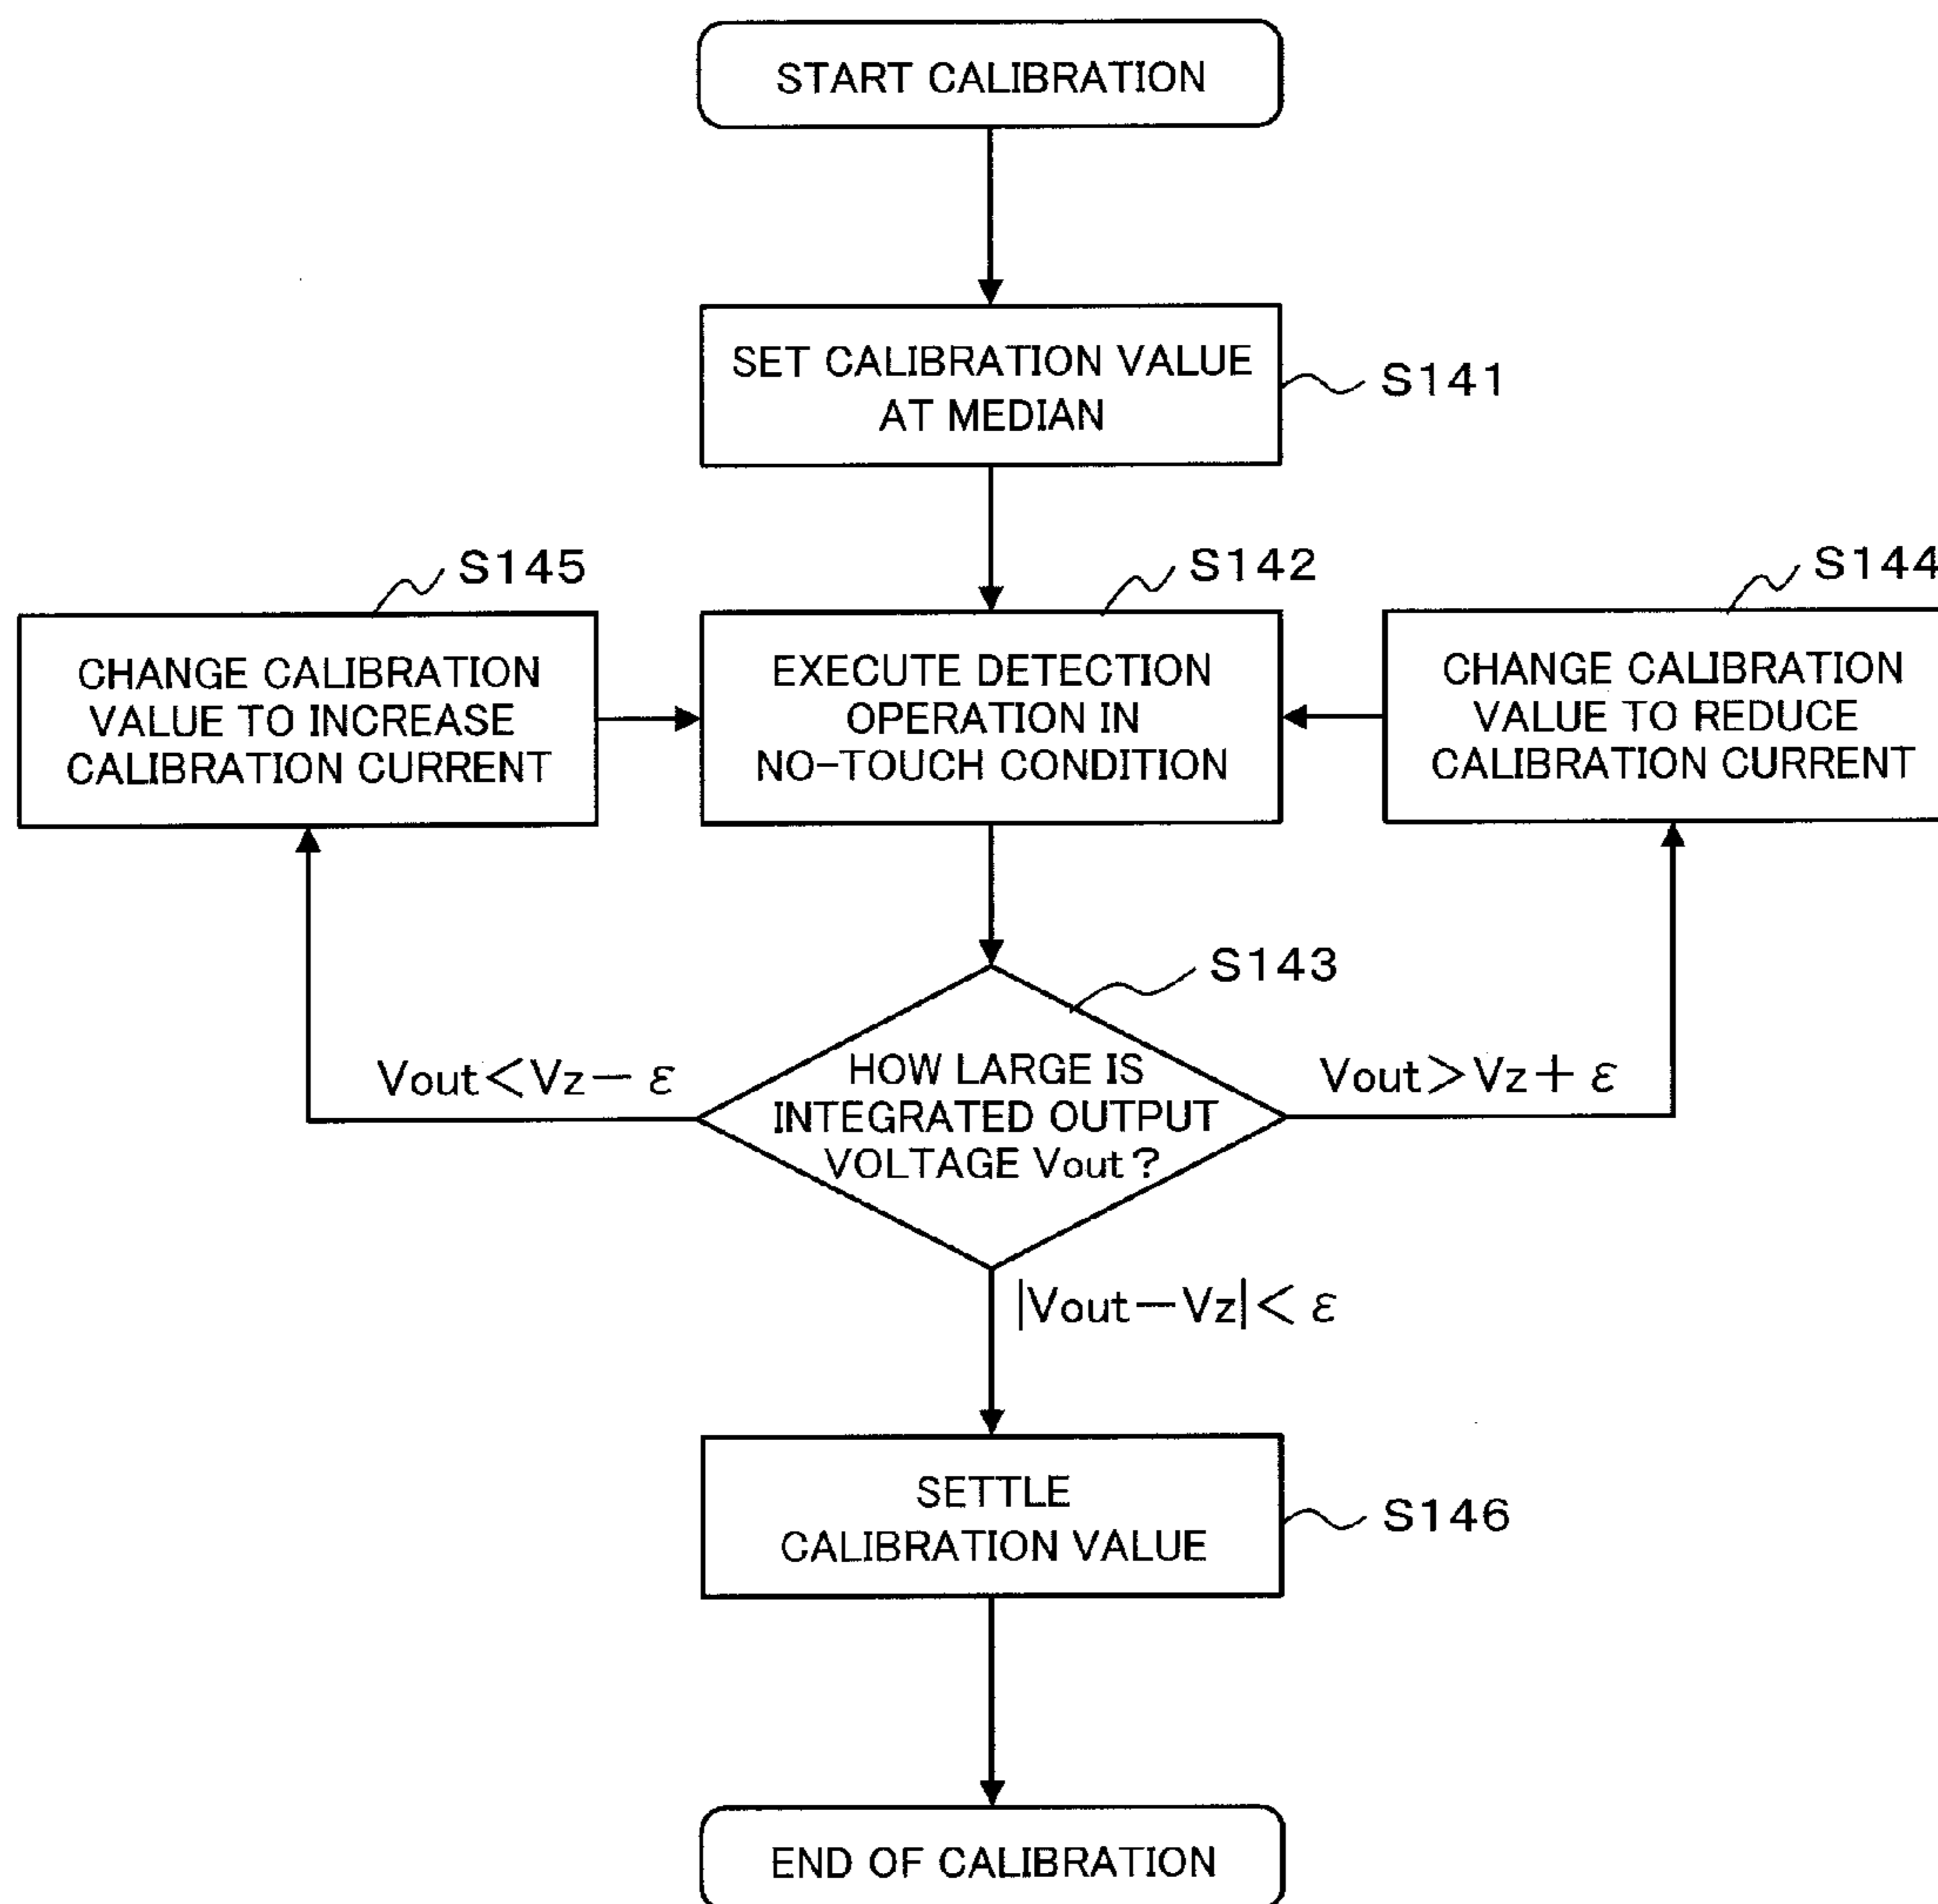 START CALIBRATION
SET CALIBRATION VALUE
AT MEDIAN
S141
S145
S142
S144
CHANGE CALIBRATION
VALUE TO INCREASE
CALIBRATION CURRENT
EXECUTE DETECTION
OPERATION IN
NO-TOUCH CONDITION
CHANGE CALIBRATION
VALUE TO REDUCE
CALIBRATION CURRENT
S143
Vout<Vz-ε
HOW LARGE IS
INTEGRATED OUTPUT
VOLTAGE Vout?
Vout>Vz+ε
|Vout-Vz|<ε
SETTLE
CALIBRATION VALUE
S146
END OF CALIBRATION